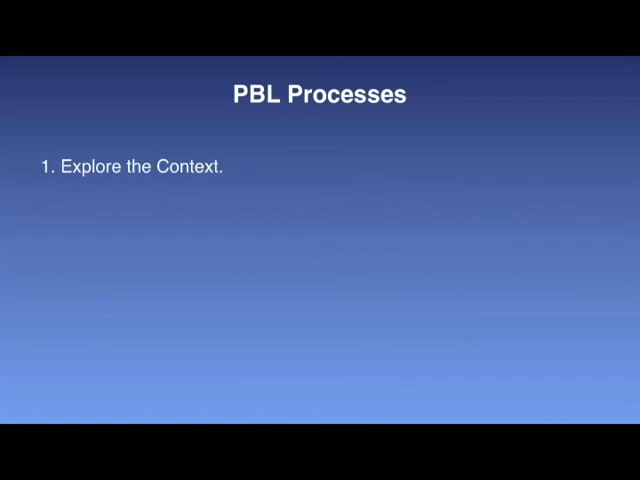 PBL Processes
1. Explore the Context.